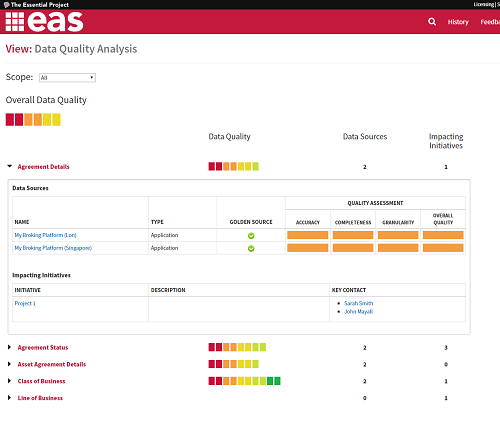 The Essential Project
Licensing | S
eas
History
Feedba
View: Data Quality Analysis
Scope:
All
Overall Data Quality
Data Quality
Data Sources
Impacting
Initiatives
Agreement Details
2
1
Data Sources
QUALITY ASSESSMENT
NAME
TYPE
GOLDEN SOURCE
ACCURACY
COMPLETENESS
GRANULARITY
OVERALL
QUALITY
My Broking Platform (Lon)
Application
My Broking Platform (Singapore)
Application
Impacting Initiatives
INITIATIVE
DESCRIPTION
KEY CONTACT
Project 1
Sarah Smith
John Mayall
Agreement Status
2
3
Asset Agreement Details
2
0
Class of Business
2
1
Line of Business
0
1